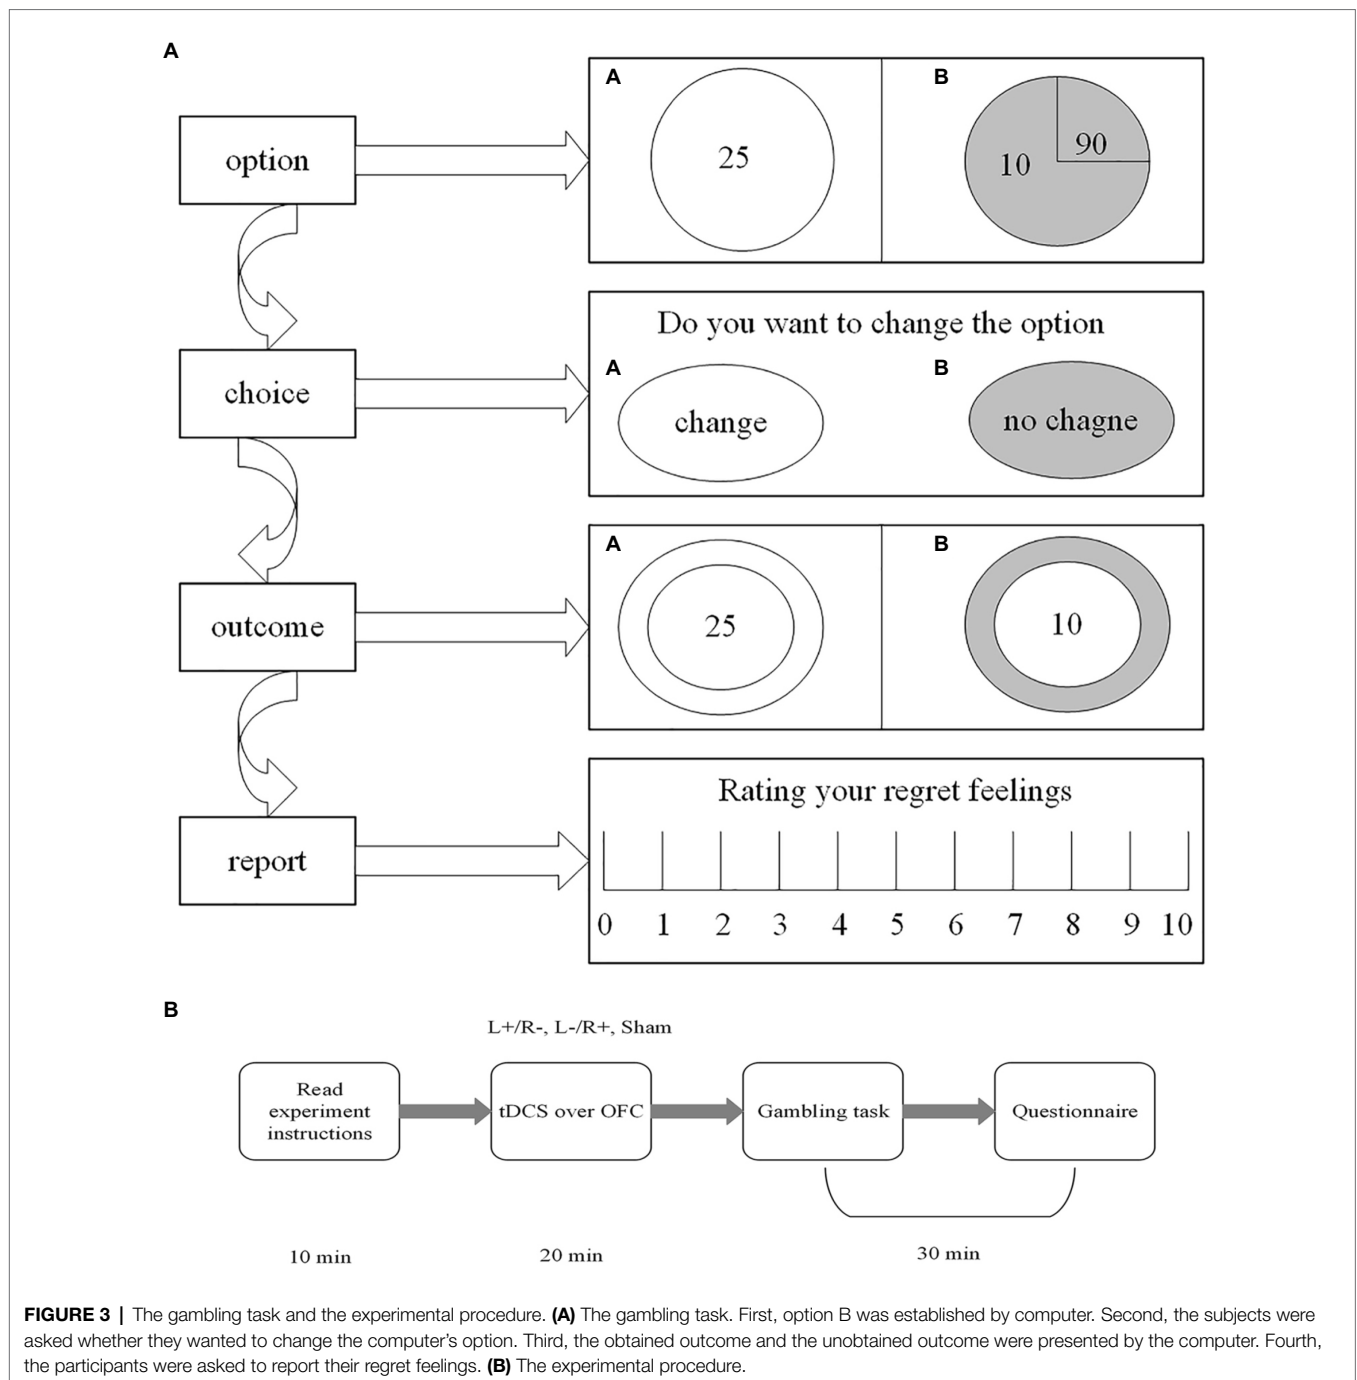 A
option
A
25
B
10
90
choice
Do you want to change the option
A
change
B
no chagne
outcome
A
25
B
10
report
Rating your regret feelings
0 1 2 3 4 5 6 7 8 9 10
B
L+/R-, L-/R+, Sham
Read
experiment
instructions
tDCS over OFC
Gambling task
Questionnaire
10 min
20 min
30 min
FIGURE 3 | The gambling task and the experimental procedure. (A) The gambling task. First, option B was established by computer. Second, the subjects were
asked whether they wanted to change the computer's option. Third, the obtained outcome and the unobtained outcome were presented by the computer. Fourth,
the participants were asked to report their regret feelings. (B) The experimental procedure.